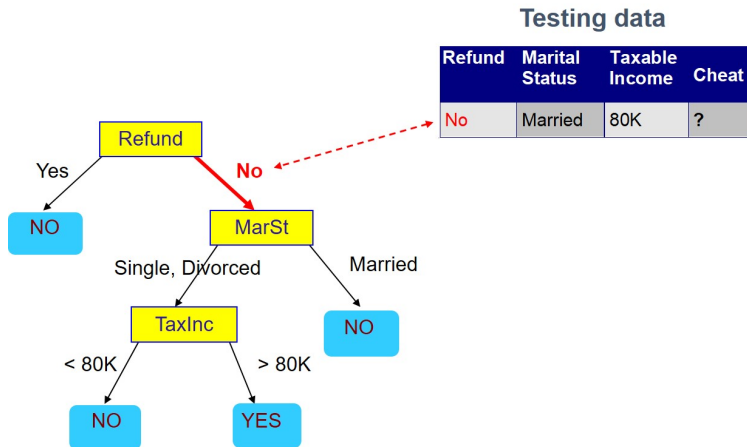 Testing data
Refund Marital Status Taxable Income Cheat
No Married 80K ?
Refund
Yes No
NO
MarSt
Single, Divorced Married
TaxInc
NO
< 80K > 80K
NO YES